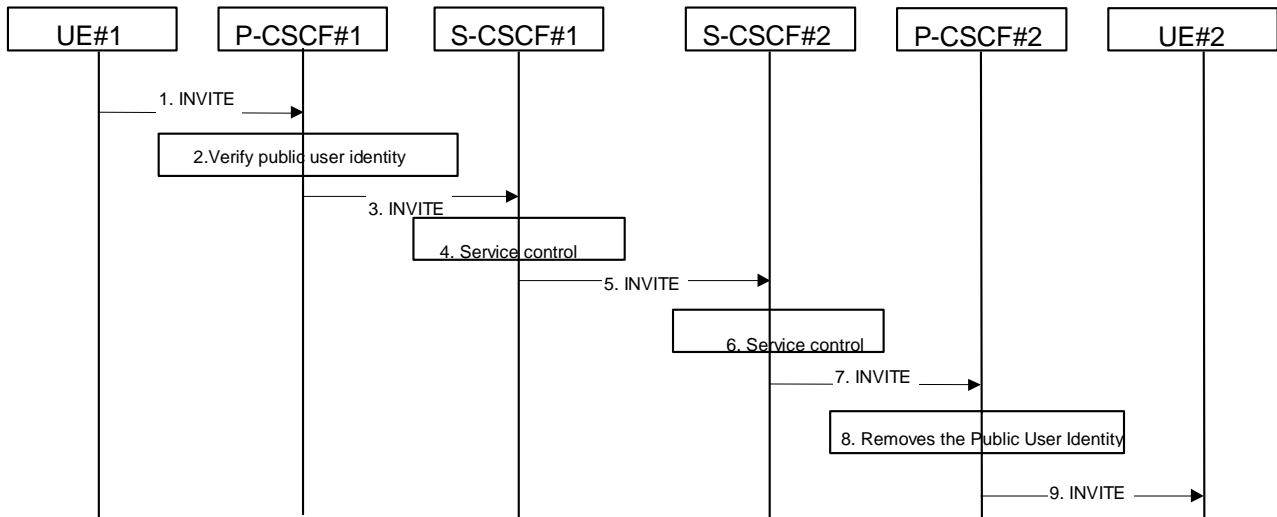 UE#1
P-CSCF#1
S-CSCF#1
S-CSCF#2
P-CSCF#2
UE#2
1. INVITE
2.Verify public user identity
3. INVITE
4. Service control
5. INVITE
6. Service control
7. INVITE
8. Removes the Public User Identity
9. INVITE